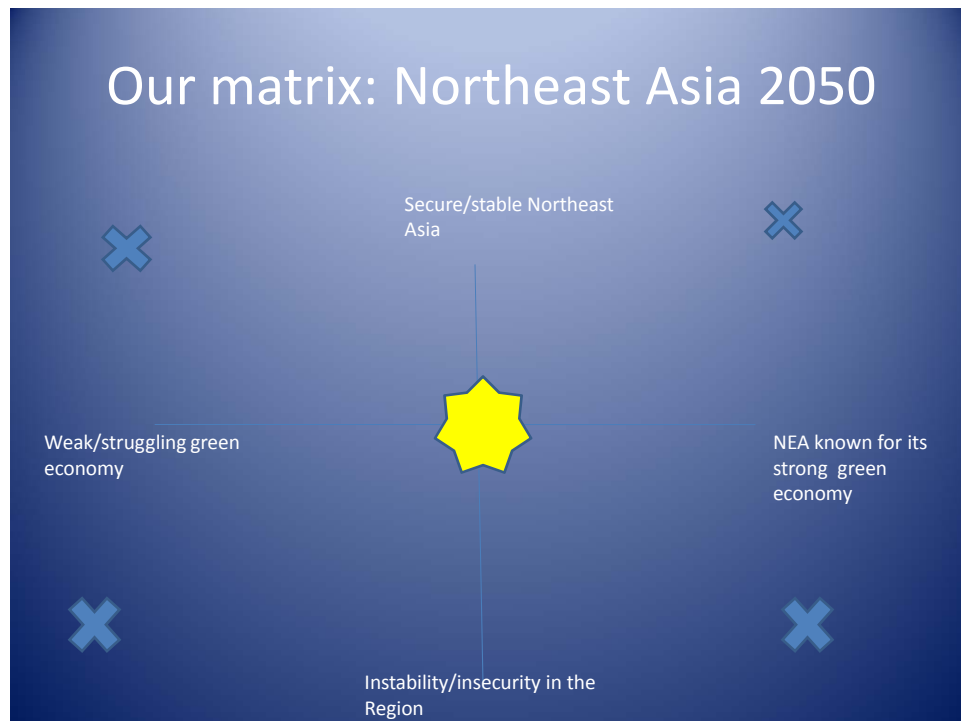 Our matrix: Northeast Asia 2050
Secure/stable Northeast
Asia
Weak/struggling green
economy
NEA known for its
strong  green
economy
Instability/insecurity in the
Region